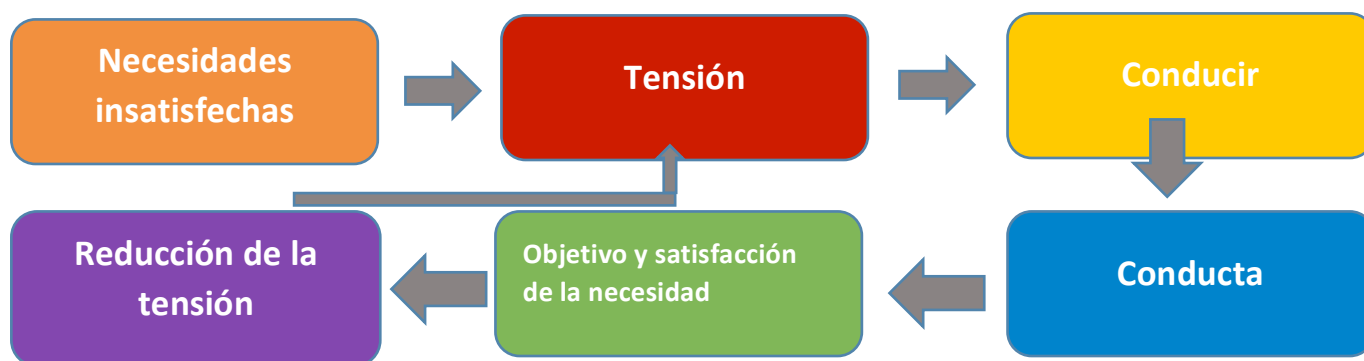 Necesidades
insatisfechas
Tensión
Conducir
Reducción de la
tensión
Objetivo y satisfacción
de la necesidad
Conducta